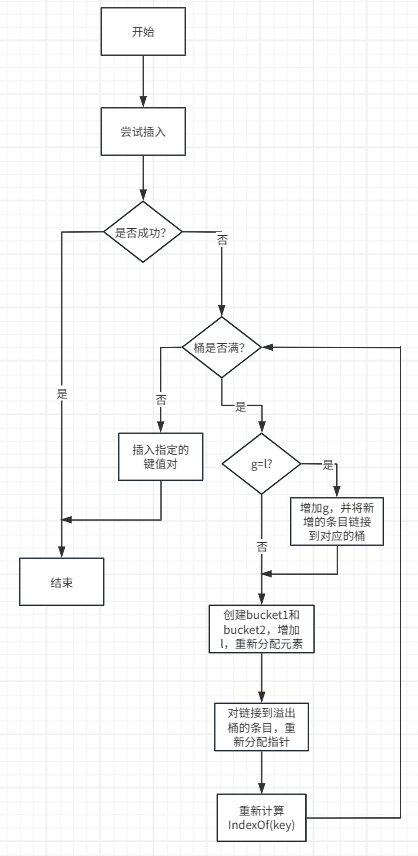 开始
尝试插入
是否成功?
否
桶是否满?
是
否
是
插入指定的
键值对
g=l?
是
增加g，并将新
增的条目链接
到对应的桶
否
结束
创建bucket1和
bucket2，增加
l，重新分配元素
对链接到溢出
桶的条目，重
新分配指针
重新计算
IndexOf(key)